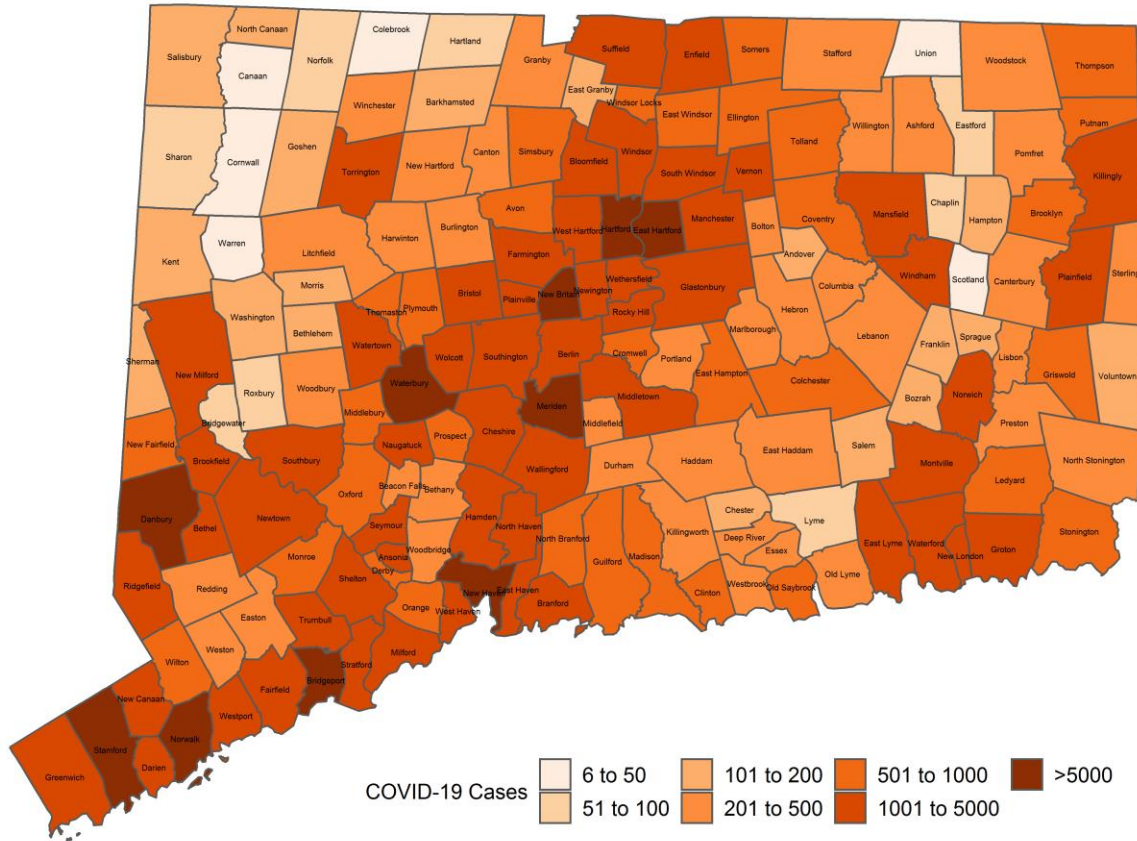 North Canaan
Colebrook
Hartland
Suffield
Enfield
Somers
Stafford
Union
Woodstock
Thompson
Salisbury
Canaan
Norfolk
Granby
East Granby
Windsor Locks
Winchester
Barkhamsted
East Windsor
Ellington
Willington
Ashford
Eastford
Putnam
Pomfret
Sharon
Cornwall
Goshen
Torrington
New Hartford
Canton
Simsbury
Bloomfield
Windsor
South Windsor
Vernon
Tolland
Killingly
Mansfield
Chaplin
Hampton
Brooklyn
Avon
Burlington
Harwinton
Litchfield
Warren
Kent
West Hartford
Hartford
East Hartford
Manchester
Bolton
Coventry
Andover
Farmington
Morris
Bristol
Plainville
New Britain
Newington
Wethersfield
Glastonbury
Rocky Hill
Columbia
Hebron
Windham
Scotland
Canterbury
Plainfield
Sterling
Washington
Bethlehem
Thomaston
Plymouth
Watertown
Wolcott
Southington
Berlin
Cromwell
Portland
Marlborough
East Hampton
Lebanon
Franklin
Sprague
Lisbon
Griswold
Voluntown
Sherman
New Milford
Roxbury
Woodbury
Waterbury
Middlebury
Meriden
Middletown
Colchester
Bozrah
Norwich
Preston
Bridgewater
New Fairfield
Brookfield
Southbury
Naugatuck
Prospect
Cheshire
Middlefield
Wallingford
Durham
Haddam
East Haddam
Salem
Montville
North Stonington
Ledyard
Danbury
Bethel
Newtown
Oxford
Beacon Falls
Bethany
Hamden
North Haven
Seymour
Woodbridge
North Branford
Guilford
Madison
Killingworth
Chester
Deep River
Essex
Lyme
East Lyme
Waterford
New London
Groton
Stonington
Ridgefield
Redding
Monroe
Ansonia
Derby
Shelton
Orange
New Haven
East Haven
West Haven
Branford
Clinton
Westbrook
Old Saybrook
Old Lyme
Easton
Trumbull
Weston
Wilton
Milford
Stratford
Bridgeport
Fairfield
New Canaan
Westport
Norwalk
Stamford
Darien
Greenwich
COVID-19 Cases
6 to 50
51 to 100
101 to 200
201 to 500
501 to 1000
1001 to 5000
>5000